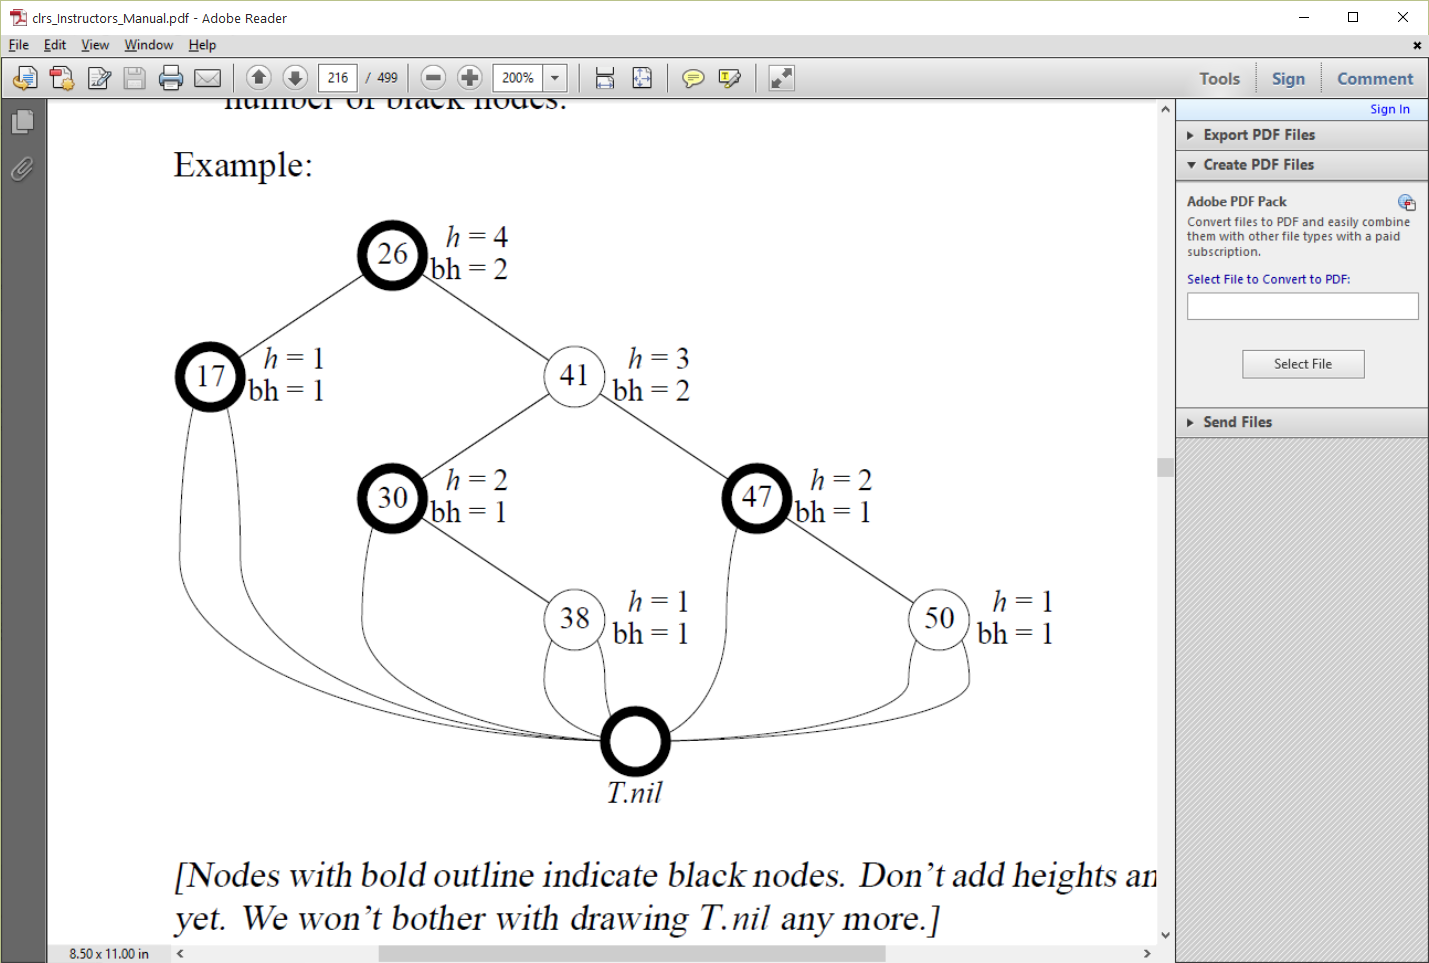 clrs_Instructors_Manual.pdf - Adobe Reader
File Edit View Window Help
216 / 499 200% Tools Sign Comment
Sign In
Export PDF Files
Create PDF Files
Adobe PDF Pack
Convert files to PDF and easily combine
them with other file types with a paid
subscription.
Select File to Convert to PDF:
Select File
Send Files
number of black nodes.
Example:
26 h = 4
bh = 2
17 h = 1
bh = 1
41 h = 3
bh = 2
30 h = 2
bh = 1
47 h = 2
bh = 1
38 h = 1
bh = 1
50 h = 1
bh = 1
T.nil
[Nodes with bold outline indicate black nodes. Don't add heights an
yet. We won't bother with drawing T.nil any more.]
8.50 x 11.00 in